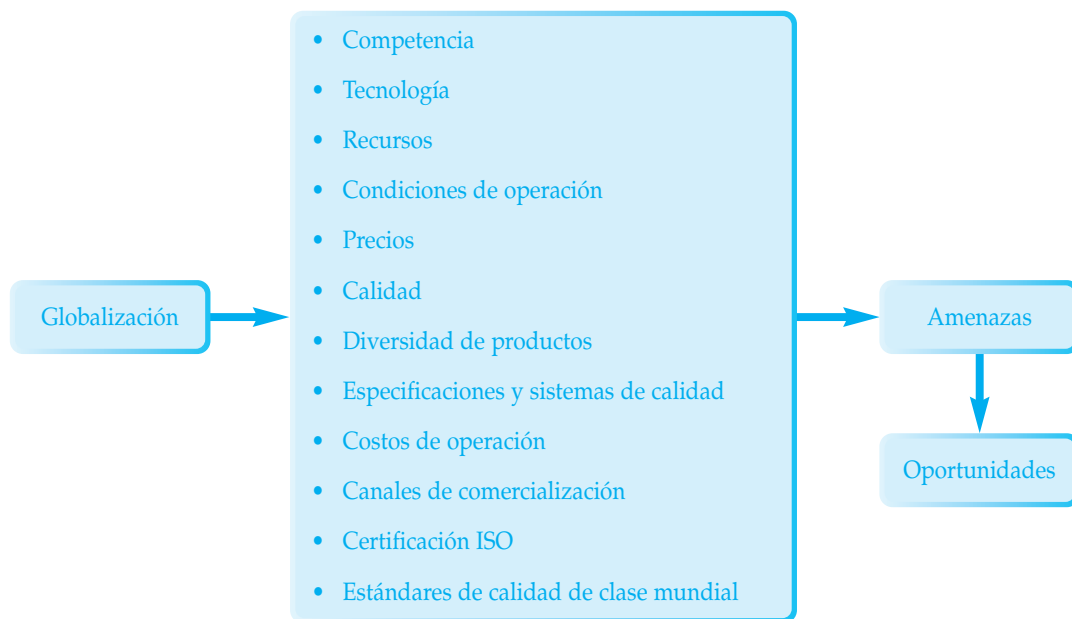 Globalización
• Competencia
• Tecnología
• Recursos
• Condiciones de operación
• Precios
• Calidad
• Diversidad de productos
• Especificaciones y sistemas de calidad
• Costos de operación
• Canales de comercialización
• Certificación ISO
• Estándares de calidad de clase mundial
Amenazas
Oportunidades